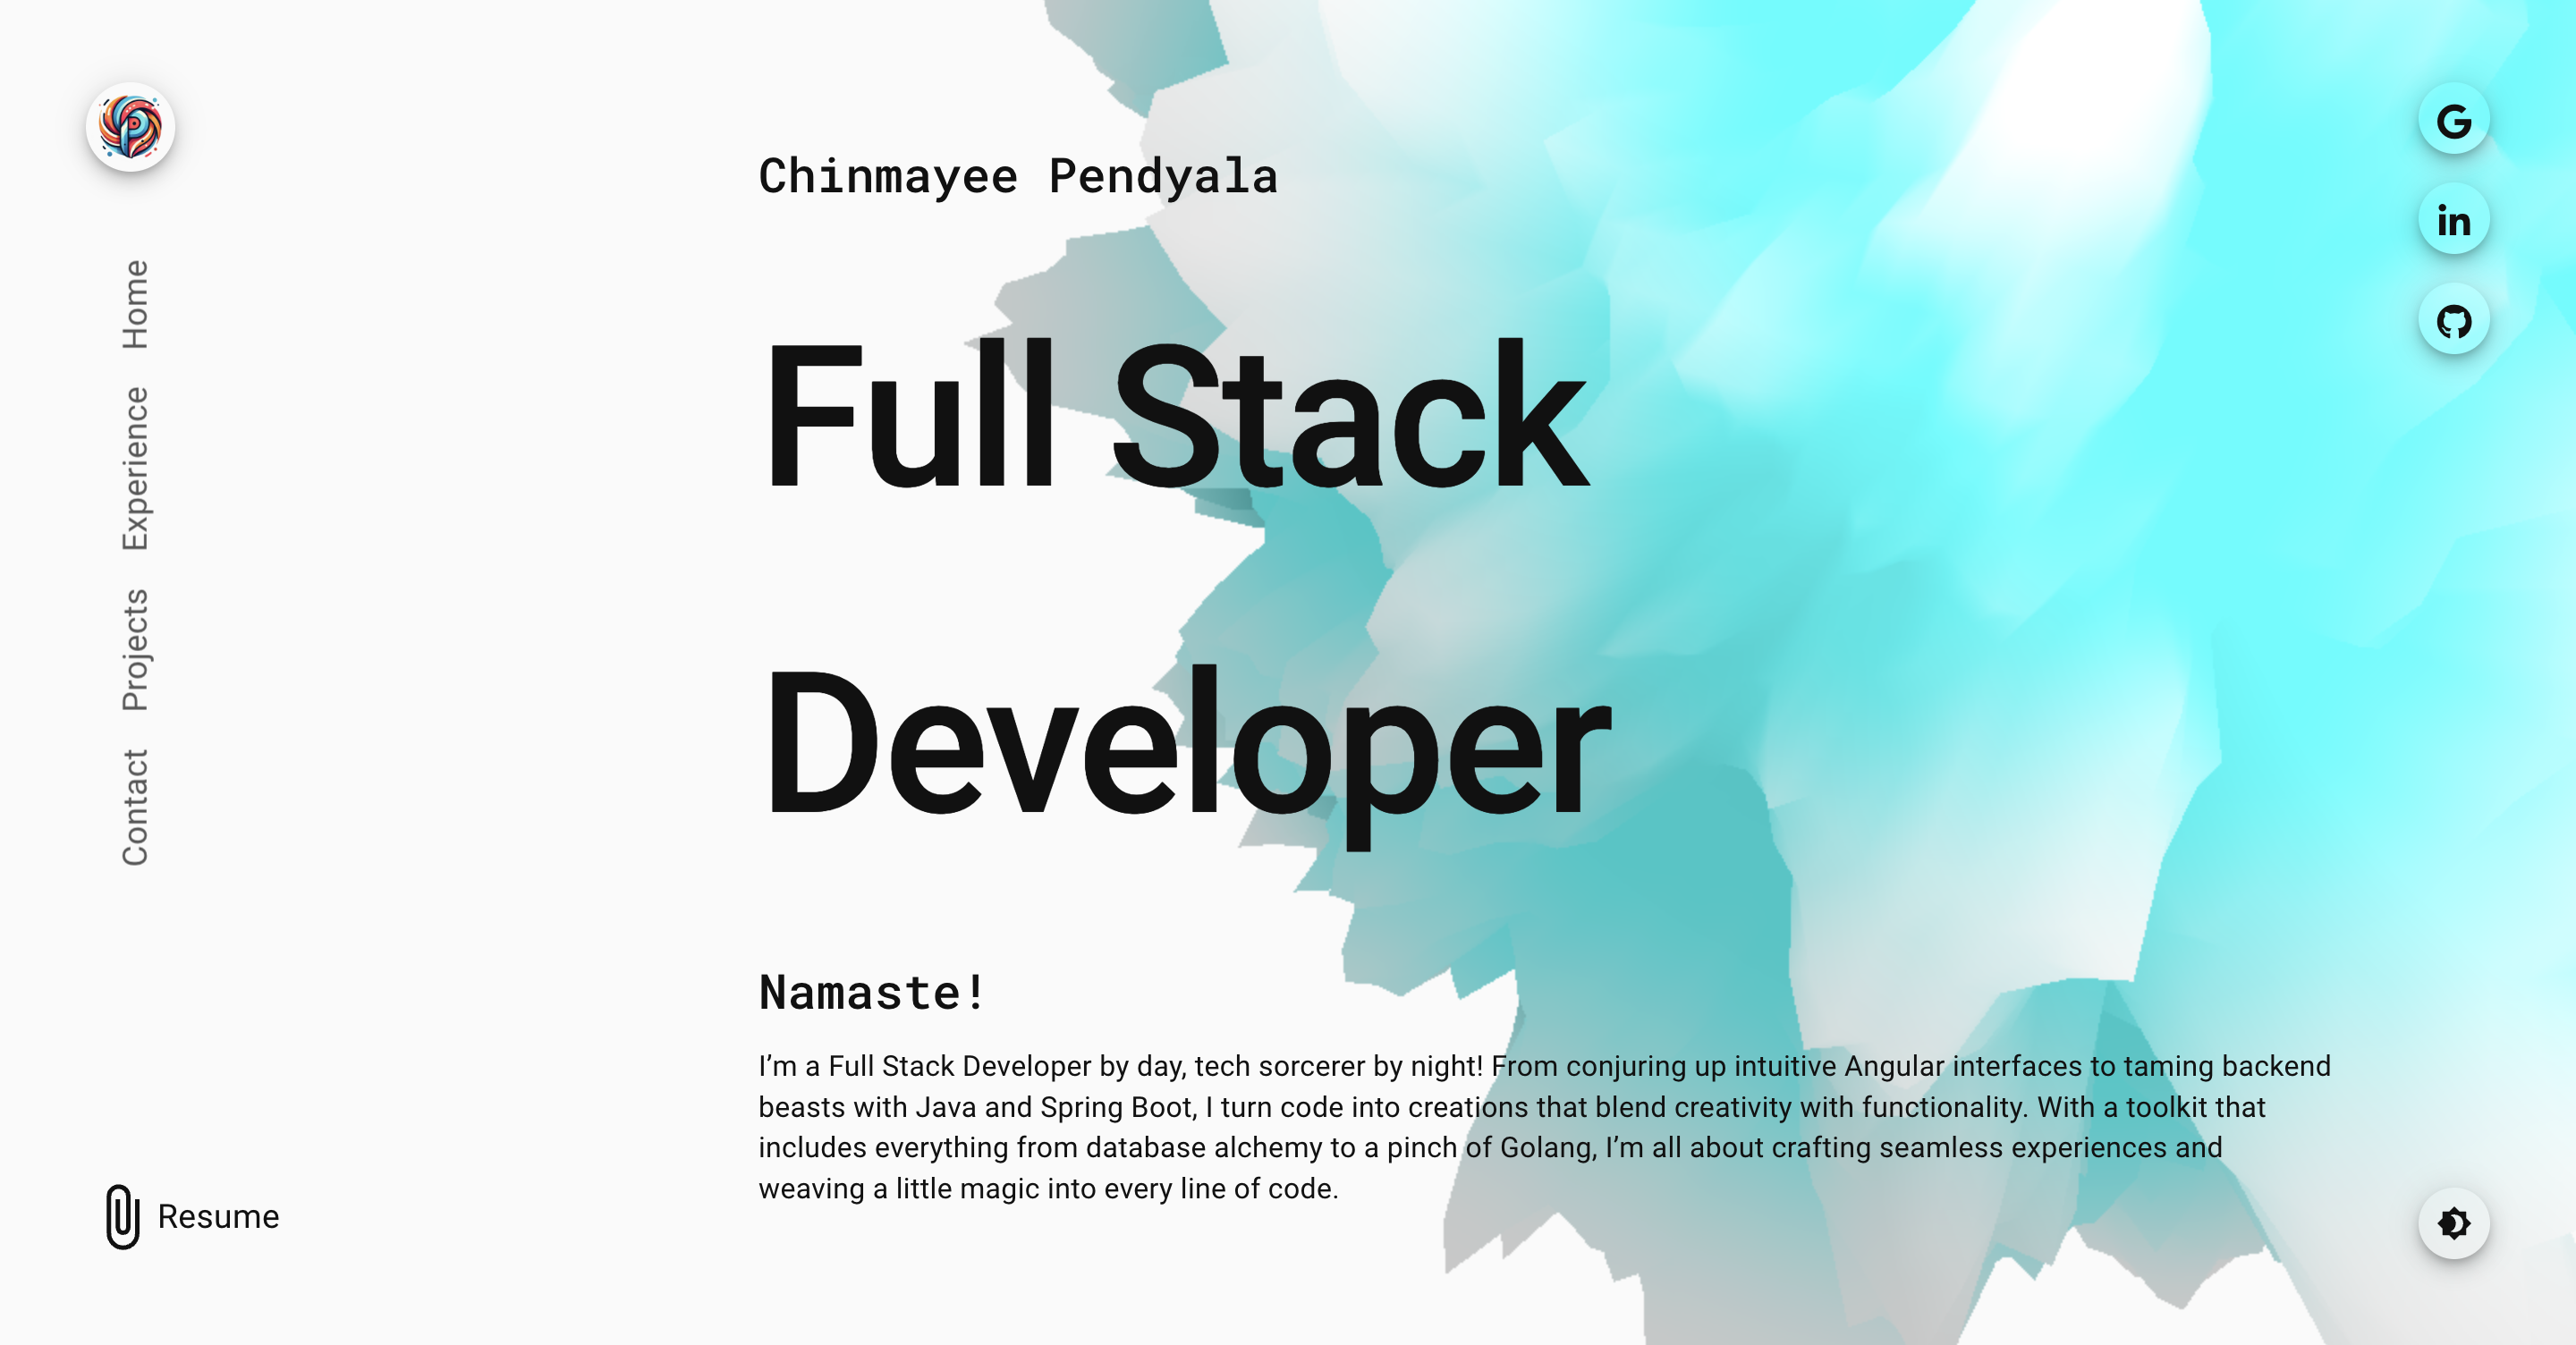 Home
Experience
Projects
Contact
Resume
Chinmayee Pendyala
Full Stack
Developer
Namaste!
I’m a Full Stack Developer by day, tech sorcerer by night! From conjuring up intuitive Angular interfaces to taming backend
beasts with Java and Spring Boot, I turn code into creations that blend creativity with functionality. With a toolkit that
includes everything from database alchemy to a pinch of Golang, I’m all about crafting seamless experiences and
weaving a little magic into every line of code.
G
in